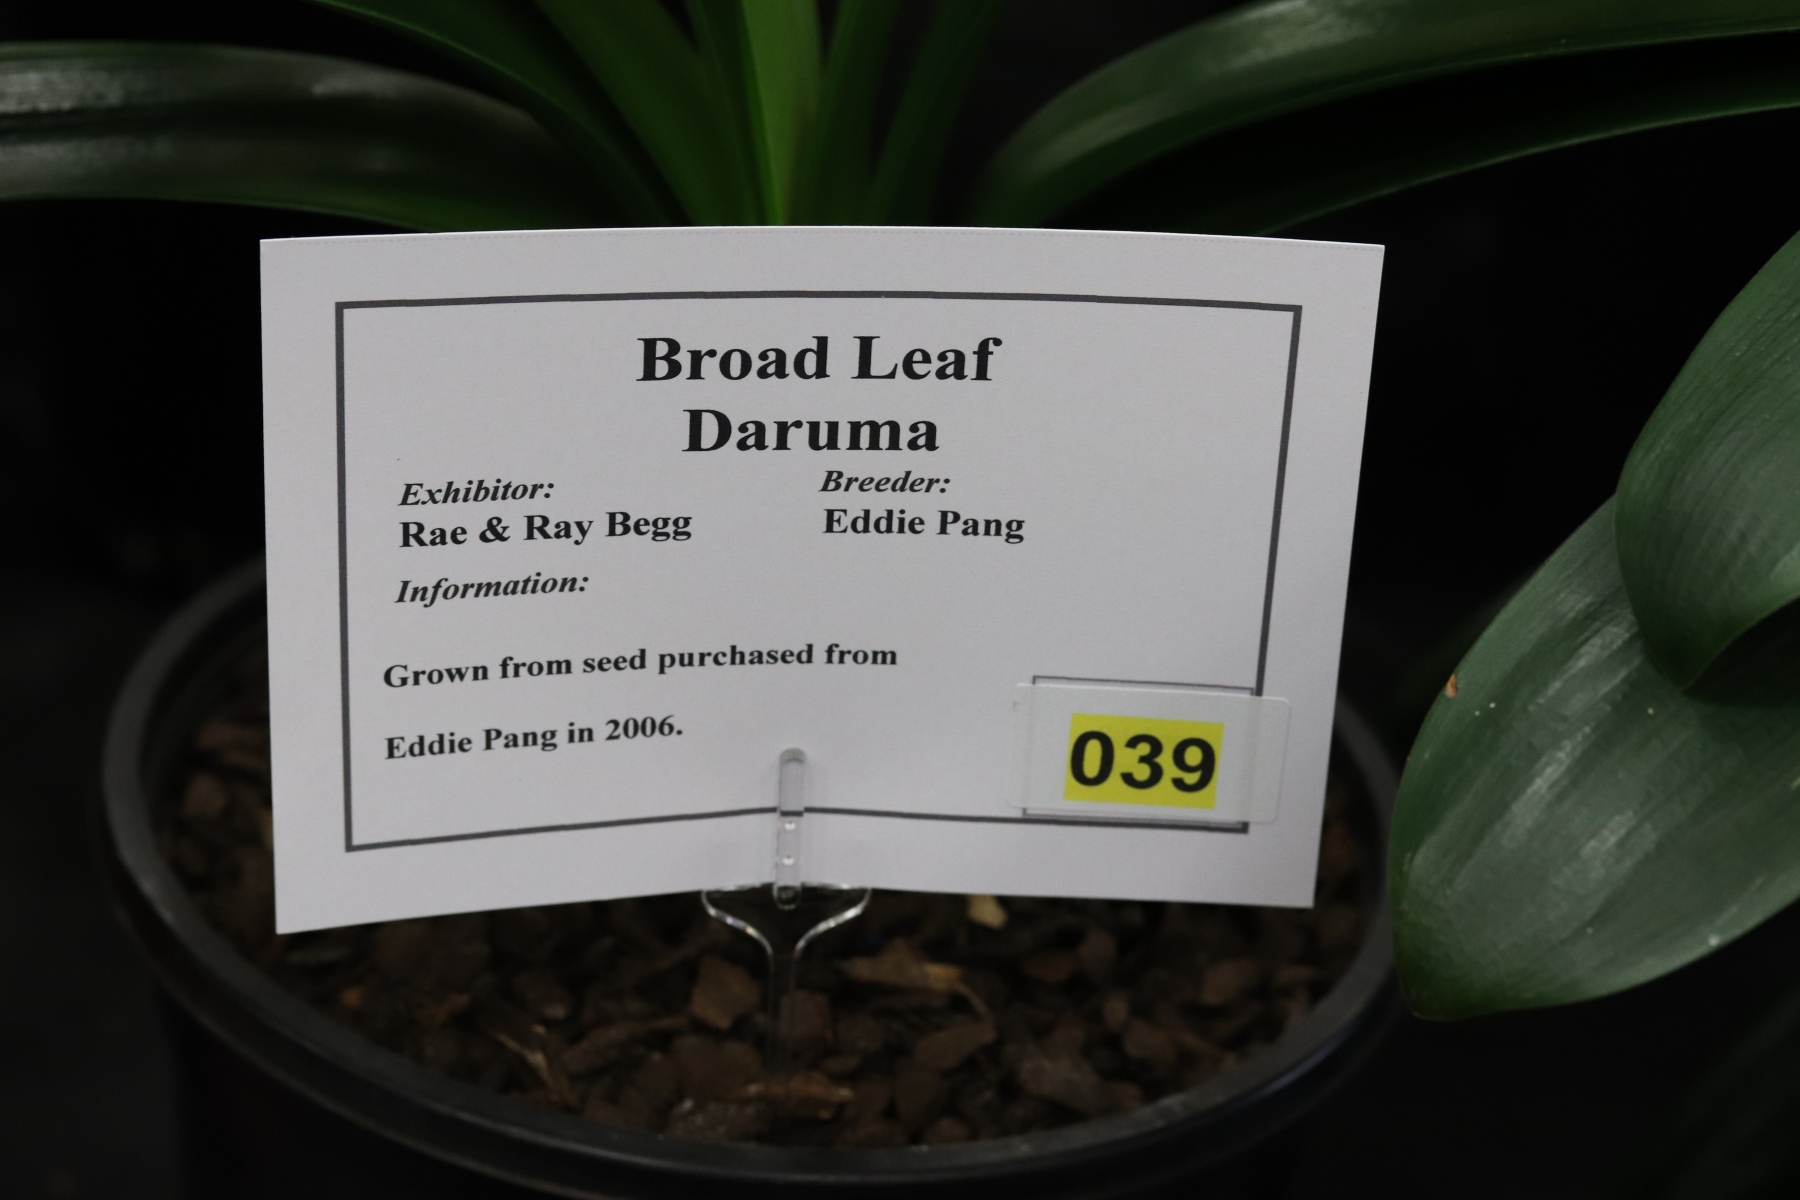 Broad Leaf
Daruma
Exhibitor:
Breeder:
Rae & Ray Begg
Eddie Pang
Information:
Grown from seed purchased from
Eddie Pang in 2006.
039